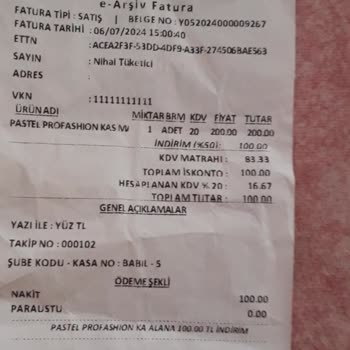 e-Arşiv Fatura
FATURA TİPİ : SATIŞ | BELGE NO : Y052024000009267
FATURA TARİHİ : 06/07/2024 15:00:40
ETTN : ACEA2F3F-53DD-4DF9-A33F-274506BAE563
SAYIN : Nihai Tüketici
ADRES :
VKN : 11111111111
ÜRÜN ADI MİKTAR BRM KDV FİYAT TUTAR
PASTEL PROFASHION KAS MA 1 ADET 20 200.00 200.00
İNDİRİM (%50): 100.00
KDV MATRAHI : 83.33
TOPLAM İSKONTO : 100.00
HESAPLANAN KDV % 20 : 16.67
TOPLAM TUTAR : 100.00
GENEL AÇIKLAMALAR
YAZI İLE : YÜZ TL
TAKİP NO : 000102
ŞUBE KODU - KASA NO : BABIL - 5
ÖDEME ŞEKLİ
NAKİT 100.00
PARAUSTU : 0.00
PASTEL PROFASHION KA ALANA 100.00 TL İNDİRİM